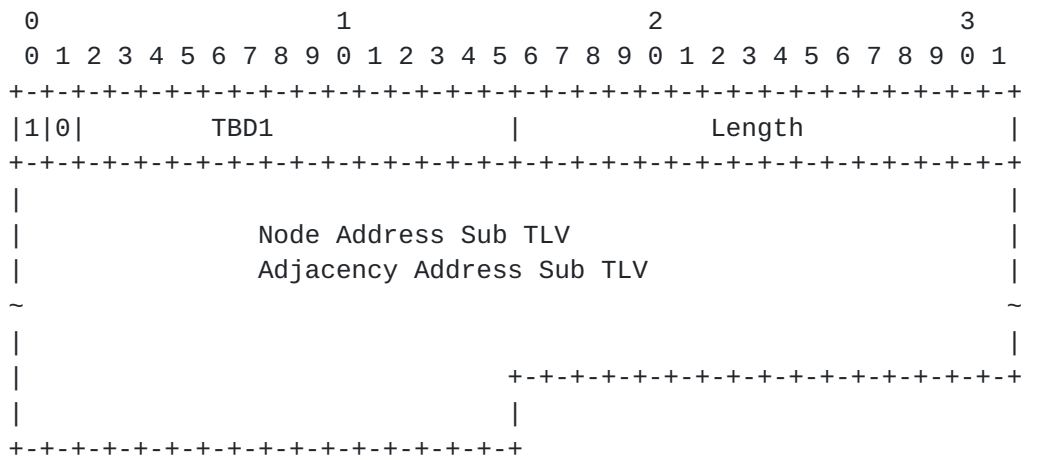 0                   1                   2                   3
 0 1 2 3 4 5 6 7 8 9 0 1 2 3 4 5 6 7 8 9 0 1 2 3 4 5 6 7 8 9 0 1
+-+-+-+-+-+-+-+-+-+-+-+-+-+-+-+-+-+-+-+-+-+-+-+-+-+-+-+-+-+-+-+-+
|1|0|        TBD1               |            Length             |
+-+-+-+-+-+-+-+-+-+-+-+-+-+-+-+-+-+-+-+-+-+-+-+-+-+-+-+-+-+-+-+-+
|                                                               |
|               Node Address Sub TLV                            |
|               Adjacency Address Sub TLV                       |
~                                                               ~
|                                                               |
|                               +-+-+-+-+-+-+-+-+-+-+-+-+-+-+-+-+
|                               |
+-+-+-+-+-+-+-+-+-+-+-+-+-+-+-+-+